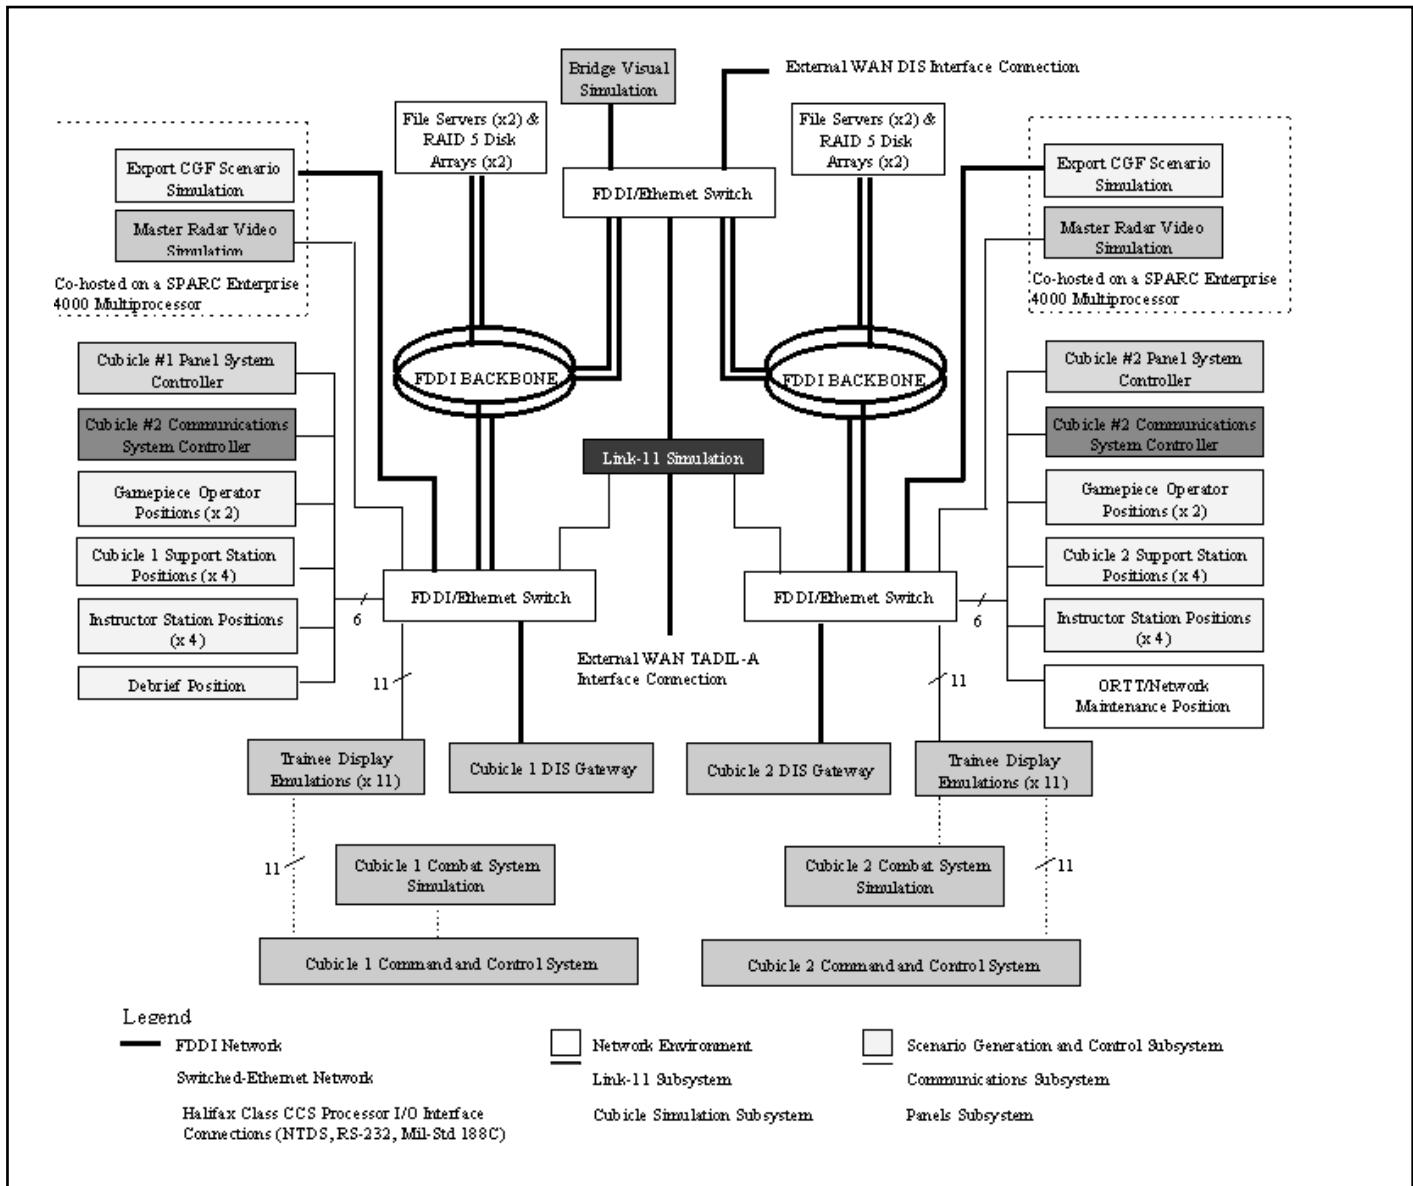 Bridge Visual
Simulation
External WAN DIS Interface Connection
File Servers (x2) &
RAID 5 Disk
Arrays (x2)
File Servers (x2) &
RAID 5 Disk
Arrays (x2)
Export CGF Scenario
Simulation
Master Radar Video
Simulation
Co-hosted on a SPARC Enterprise
4000 Multiprocessor
FDDI/Ethernet Switch
Export CGF Scenario
Simulation
Master Radar Video
Simulation
Co-hosted on a SPARC Enterprise
4000 Multiprocessor
Cubicle #1 Panel System
Controller
FDDI BACKBONE
FDDI BACKBONE
Cubicle #2 Panel System
Controller
Cubicle #2 Communications
System Controller
Link-11 Simulation
Cubicle #2 Communications
System Controller
Gamepiece Operator
Positions (x 2)
Gamepiece Operator
Positions (x 2)
Cubicle 1 Support Station
Positions (x 4)
Cubicle 2 Support Station
Positions (x 4)
FDDI/Ethernet Switch
FDDI/Ethernet Switch
6
6
Instructor Station Positions
(x 4)
Instructor Station Positions
(x 4)
External WAN TADIL-A
Interface Connection
Debrief Position
11
11
ORTT/Network
Maintenance Position
Trainee Display
Emulations (x 11)
Cubicle 1 DIS Gateway
Cubicle 2 DIS Gateway
Trainee Display
Emulations (x 11)
11
Cubicle 1 Combat System
Simulation
Cubicle 2 Combat System
Simulation
11
Cubicle 1 Command and Control System
Cubicle 2 Command and Control System
Legend
FDDI Network
Switched-Ethernet Network
Halifax Class CCS Processor I/O Interface
Connections (NTDS, RS-232, Mil-Std 188C)
Network Environment
Link-11 Subsystem
Cubicle Simulation Subsystem
Scenario Generation and Control Subsystem
Communications Subsystem
Panels Subsystem